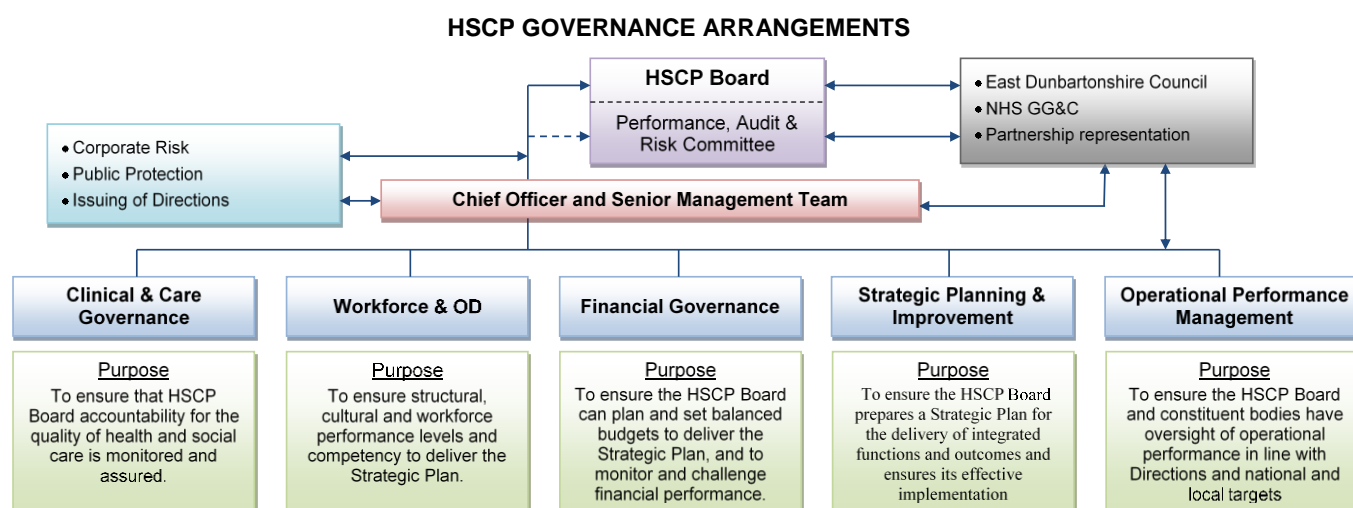 HSCP GOVERNANCE ARRANGEMENTS
HSCP Board
Performance, Audit &
Risk Committee
• East Dunbartonshire Council
• NHS GG&C
• Partnership representation
• Corporate Risk
• Public Protection
• Issuing of Directions
Chief Officer and Senior Management Team
Clinical & Care
Governance
Workforce & OD
Financial Governance
Strategic Planning &
Improvement
Operational Performance
Management
Purpose
To ensure that HSCP
Board accountability for the
quality of health and social
care is monitored and
assured.
Purpose
To ensure structural,
cultural and workforce
performance levels and
competency to deliver the
Strategic Plan.
Purpose
To ensure the HSCP Board
can plan and set balanced
budgets to deliver the
Strategic Plan, and to
monitor and challenge
financial performance.
Purpose
To ensure the HSCP Board
prepares a Strategic Plan for
the delivery of integrated
functions and outcomes and
ensures its effective
implementation
Purpose
To ensure the HSCP Board
and constituent bodies have
oversight of operational
performance in line with
Directions and national and
local targets